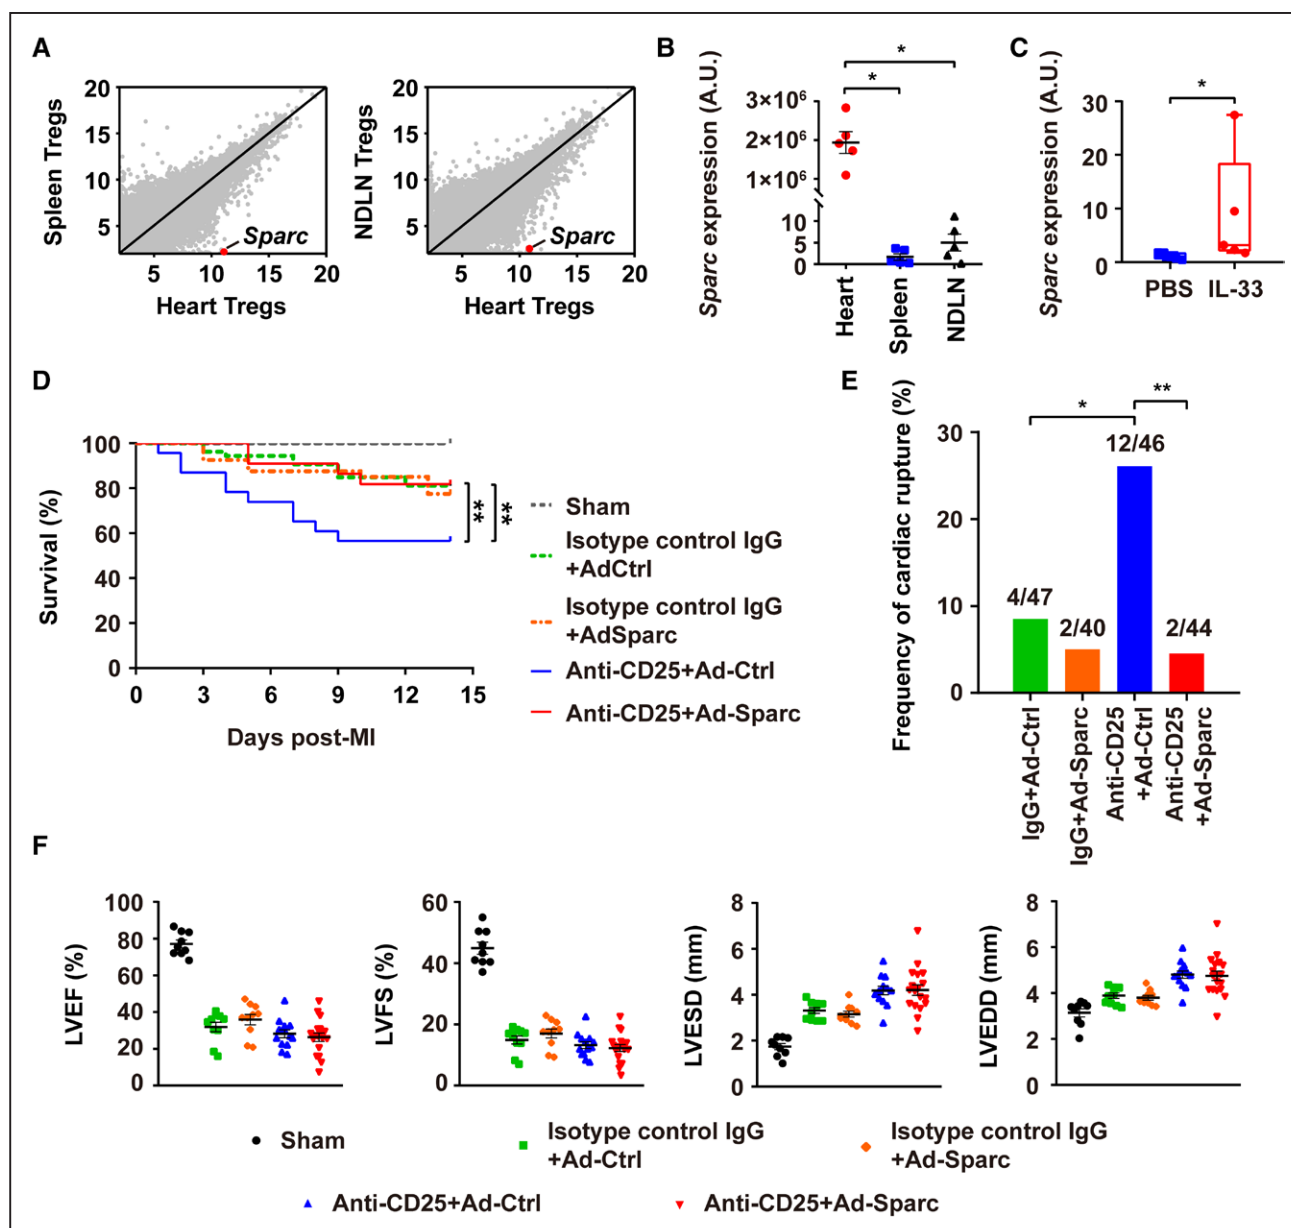 A
Spleen Tregs
20
15
10
5
5
10
15
20
Sparc
Heart Tregs
NDLN Tregs
20
15
10
5
5
10
15
20
Sparc
Heart Tregs
B
Sparc expression (A.U.)
*
*
3×10⁶
2×10⁶
1×10⁶
10
5
0
Heart
Spleen
NDLN
C
Sparc expression (A.U.)
*
30
20
10
0
PBS
IL-33
D
Survival (%)
100
80
60
40
20
0
0
3
6
9
12
15
Days post-MI
**
**
Sham
Isotype control IgG
+AdCtrl
Isotype control IgG
+AdSparc
Anti-CD25+Ad-Ctrl
Anti-CD25+Ad-Sparc
E
Frequency of cardiac rupture (%)
*
**
30
20
10
0
4/47
2/40
12/46
2/44
IgG+Ad-Ctrl
IgG+Ad-Sparc
Anti-CD25
+Ad-Ctrl
Anti-CD25
+Ad-Sparc
F
LVEF (%)
100
80
60
40
20
0
LVFS (%)
60
40
20
0
LVESD (mm)
8
6
4
2
0
LVEDD (mm)
8
6
4
2
0
Sham
Isotype control IgG
+Ad-Ctrl
Isotype control IgG
+Ad-Sparc
Anti-CD25+Ad-Ctrl
Anti-CD25+Ad-Sparc